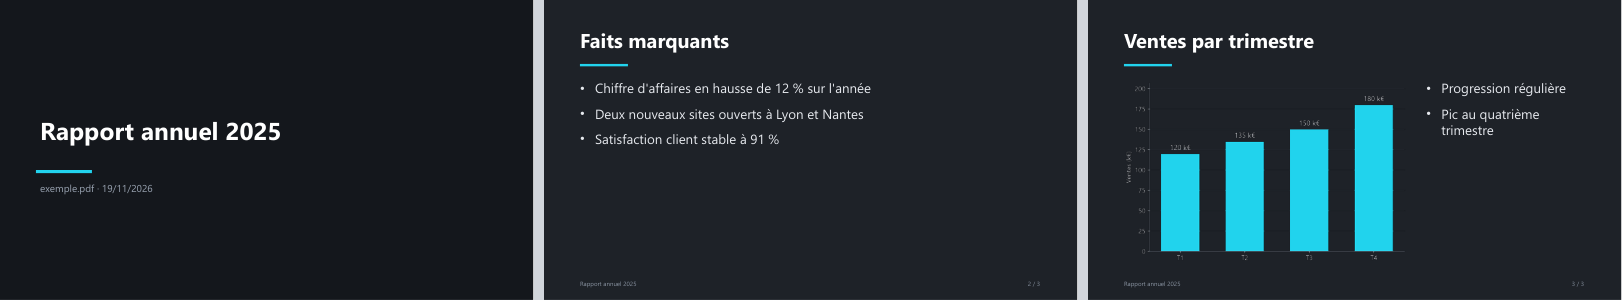 Rapport annuel 2025
exemple.pdf · 19/11/2026
Faits marquants
• Chiffre d'affaires en hausse de 12 % sur l'année
• Deux nouveaux sites ouverts à Lyon et Nantes
• Satisfaction client stable à 91 %
Rapport annuel 2025
2 / 3
Ventes par trimestre
Ventes (k€)
200
175
150
125
100
75
50
25
0
120 k€
135 k€
150 k€
180 k€
T1
T2
T3
T4
• Progression régulière
• Pic au quatrième
trimestre
Rapport annuel 2025
3 / 3